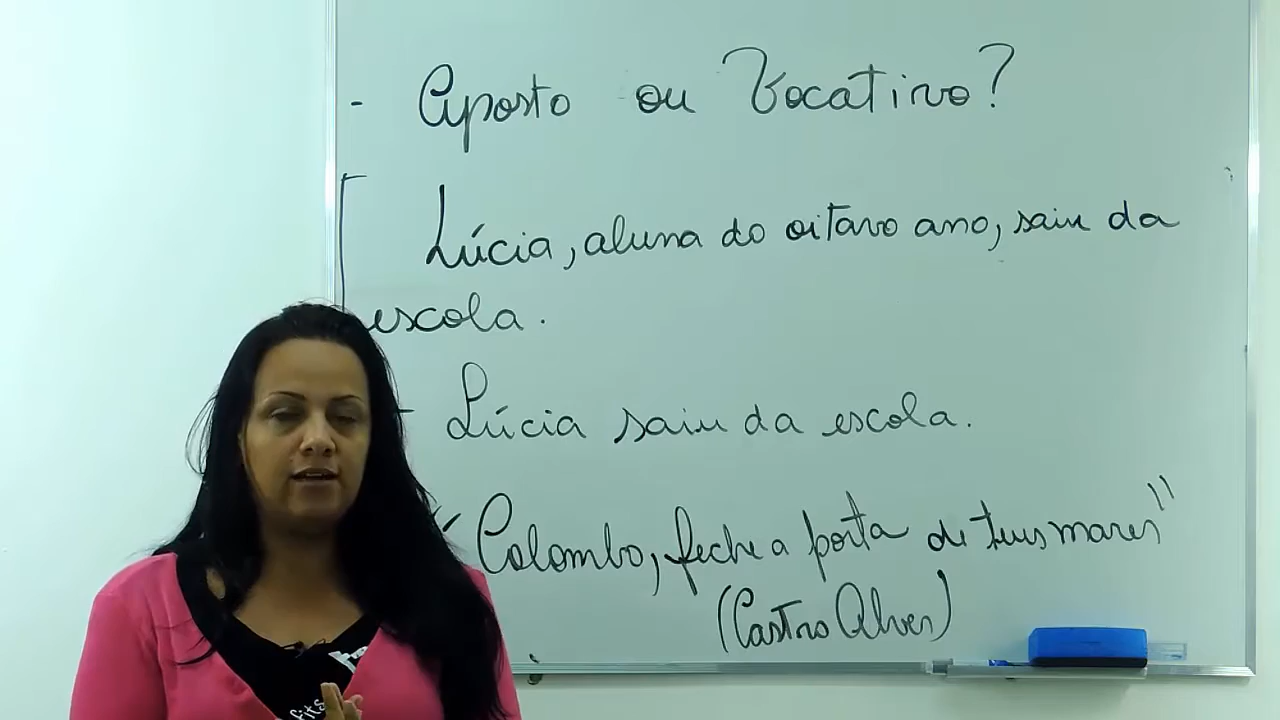 - Aposto ou Vocativo?
Lúcia, aluna do oitavo ano, saiu da
escola.
- Lúcia saiu da escola.
" Colombo, feche a porta de teus mares"
(Castro Alves)